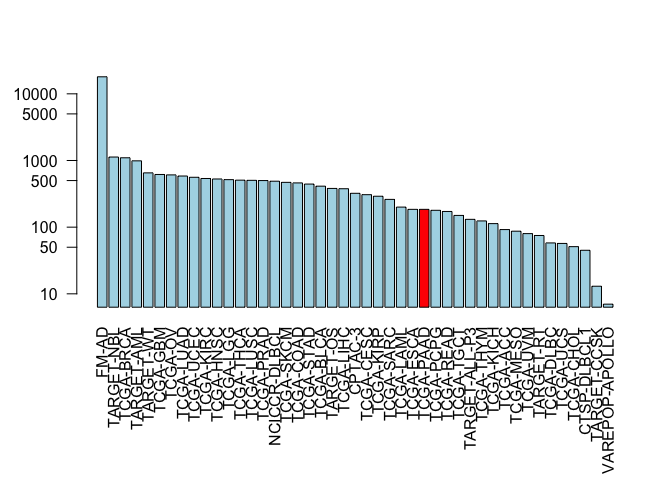 10000
5000
1000
500
100
50
10
FM-AD
TARGET-NBL
TCGA-BRCA
TARGET-AML
TARGET-WT
TCGA-GBM
TCGA-OV
TCGA-LUAD
TCGA-UCEC
TCGA-KIRC
TCGA-HNSC
TCGA-LGG
TCGA-THCA
TCGA-LUSC
TCGA-PRAD
NCICCR-DLBCL
TCGA-SKCM
TCGA-COAD
TCGA-STAD
TCGA-BLCA
TARGET-OS
TCGA-LIHC
CPTAC-3
TCGA-CESC
TCGA-KIRP
TCGA-SARC
TCGA-LAML
TCGA-ESCA
TCGA-PAAD
TCGA-PCPG
TCGA-READ
TCGA-TGCT
TARGET-ALL-P3
TCGA-THYM
TCGA-KICH
TCGA-ACC
TCGA-MESO
TCGA-UVM
TARGET-RT
TCGA-DLBC
TCGA-UCS
TCGA-CHOL
CTSP-DLBCL1
TARGET-CCSK
VAREPOP-APOLLO